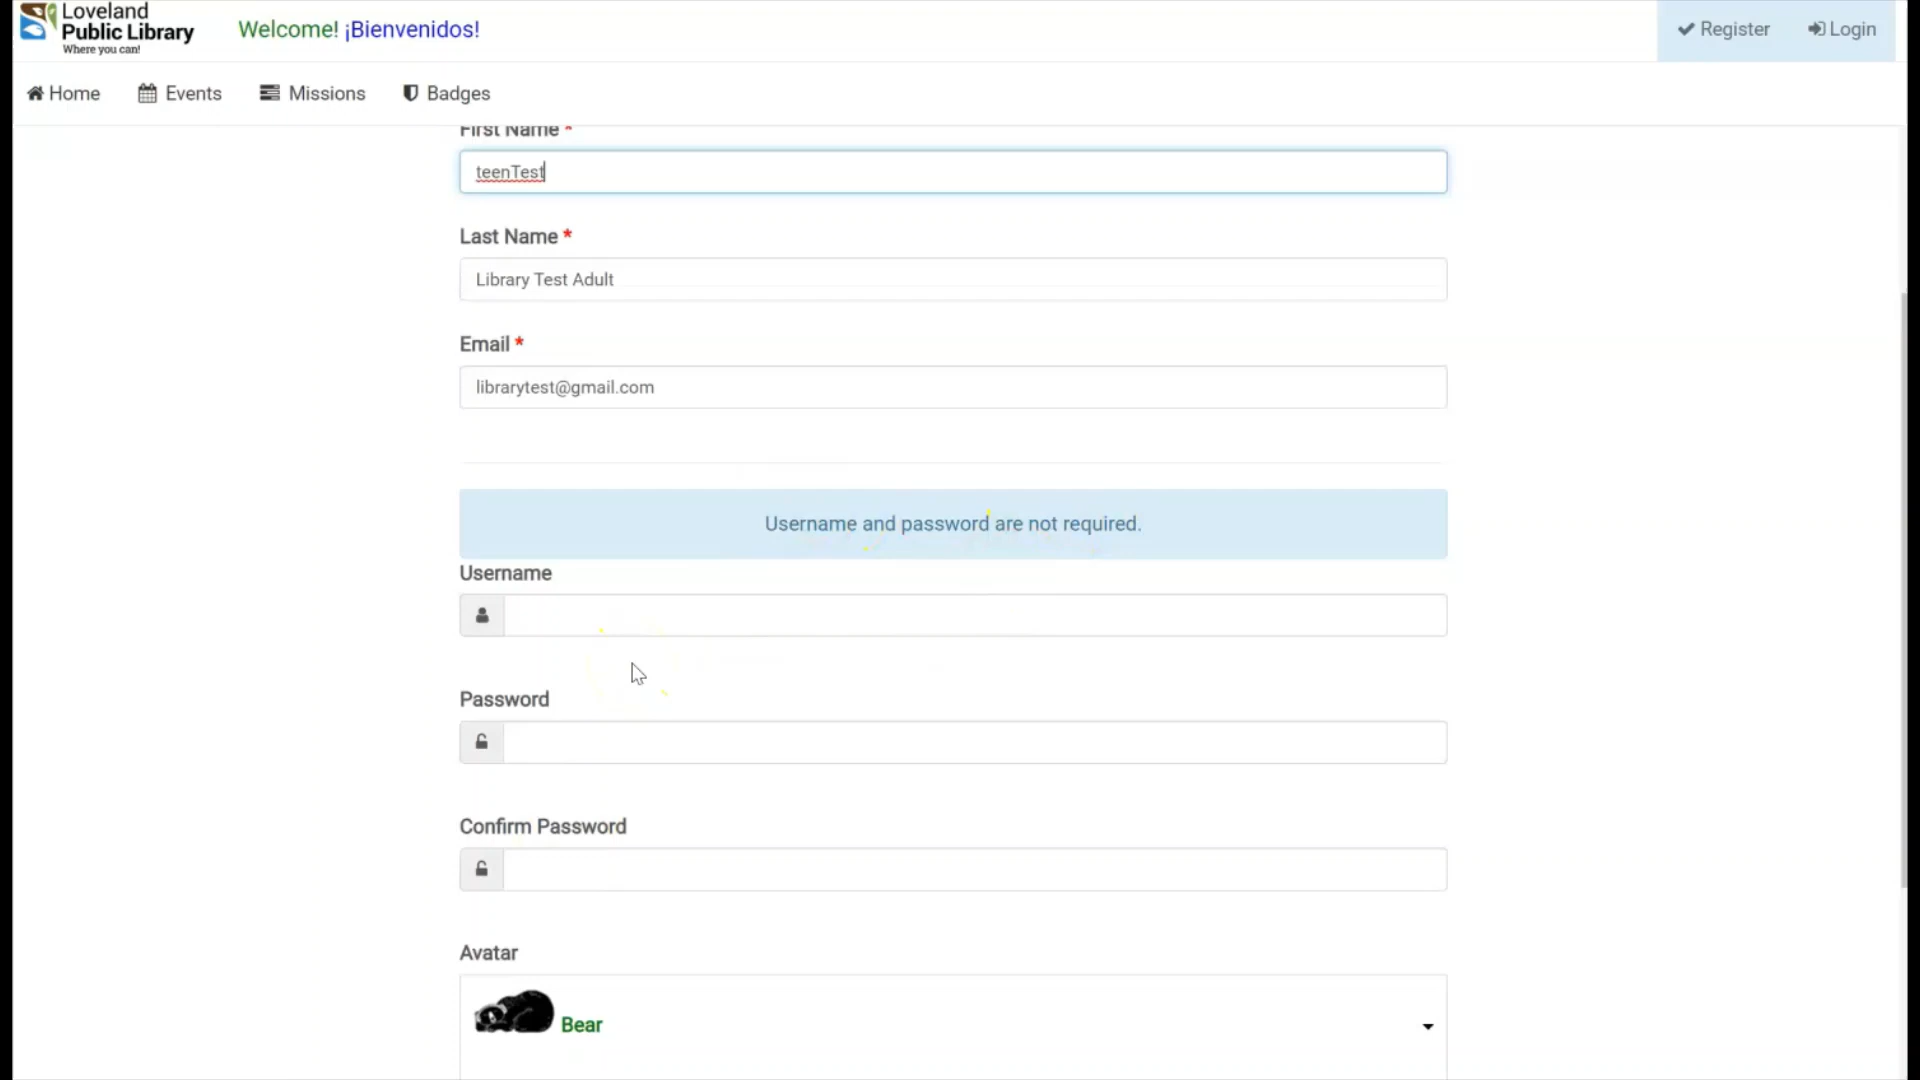 Loveland
Public Library
Where you can!
Welcome! ¡Bienvenidos!
Register
Login
Home
Events
Missions
Badges
First Name *
teenTest
Last Name *
Library Test Adult
Email *
librarytest@gmail.com
Username and password are not required.
Username
Password
Confirm Password
Avatar
Bear